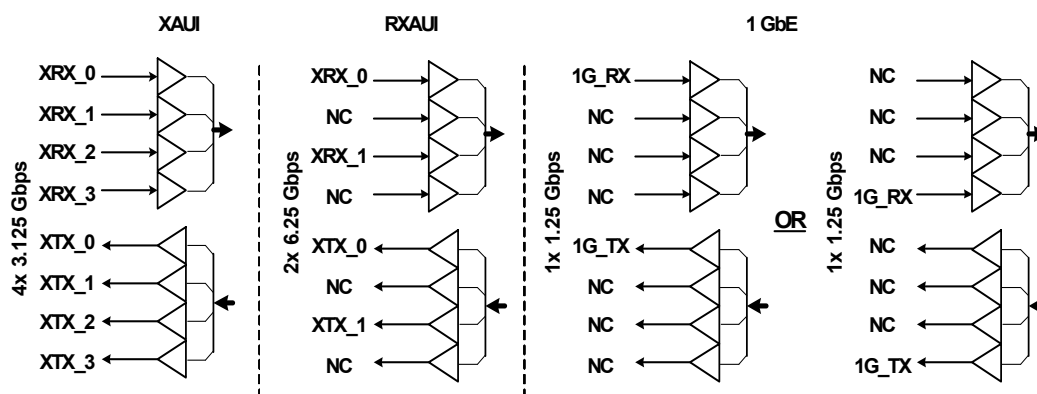 XAUI
RXAUI
1 GbE
4x 3.125 Gbps
XRX_0
XRX_1
XRX_2
XRX_3
XTX_0
XTX_1
XTX_2
XTX_3
2x 6.25 Gbps
XRX_0
NC
XRX_1
NC
XTX_0
NC
XTX_1
NC
1x 1.25 Gbps
1G_RX
NC
NC
NC
1G_TX
NC
NC
NC
OR
1x 1.25 Gbps
NC
NC
NC
1G_RX
NC
NC
NC
1G_TX